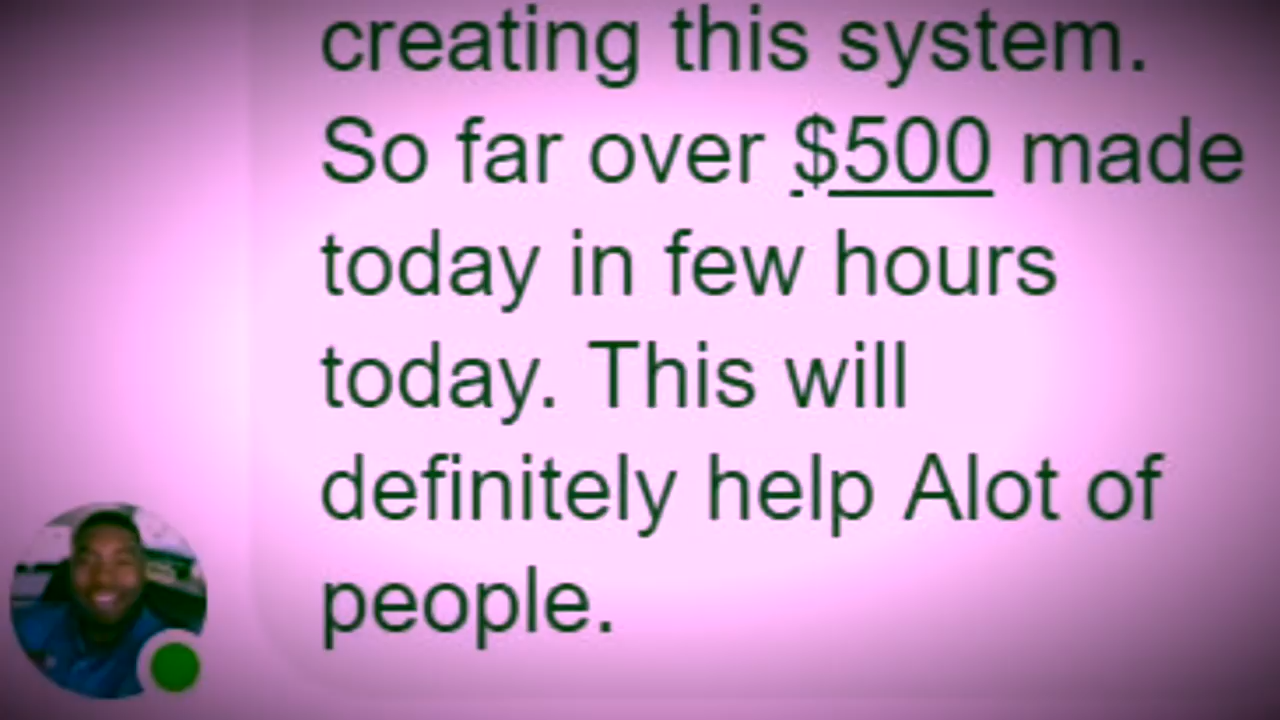 creating this system.
So far over $500 made
today in few hours
today. This will
definitely help Alot of
people.